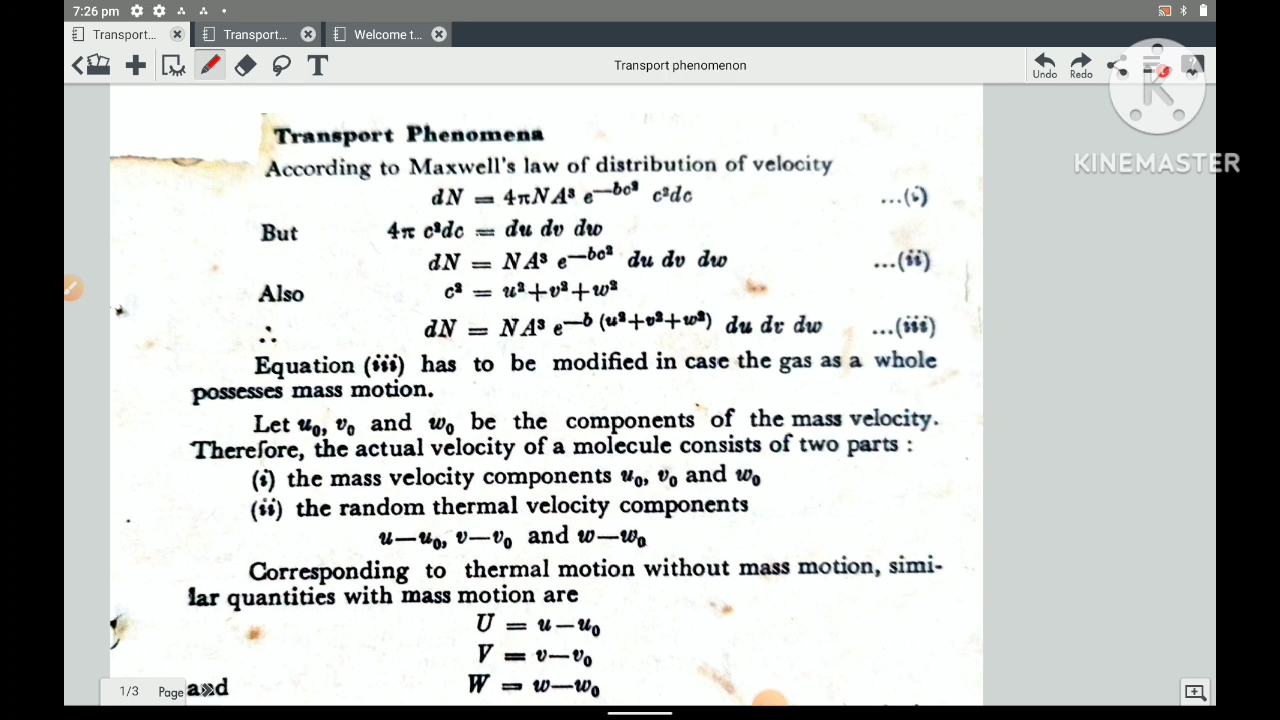 7:26 pm
Transport... Transport... Welcome t...
Transport phenomenon
Undo Redo
K
KINEMASTER
Transport Phenomena
According to Maxwell's law of distribution of velocity
dN = 4πNA³ e^—bc² c²dc ...(i)
But 4π c²dc = du dv dw
dN = NA³ e^—bc² du dv dw ...(ii)
Also c² = u²+v²+w²
∴ dN = NA³ e^—b (u²+v²+w²) du dv dw ...(iii)
Equation (iii) has to be modified in case the gas as a whole
possesses mass motion.
Let u₀, v₀ and w₀ be the components of the mass velocity.
Therefore, the actual velocity of a molecule consists of two parts :
(i) the mass velocity components u₀, v₀ and w₀
(ii) the random thermal velocity components
u—u₀, v—v₀ and w—w₀
Corresponding to thermal motion without mass motion, simi-
lar quantities with mass motion are
U = u—u₀
V = v—v₀
and W = w—w₀
1/3 Page